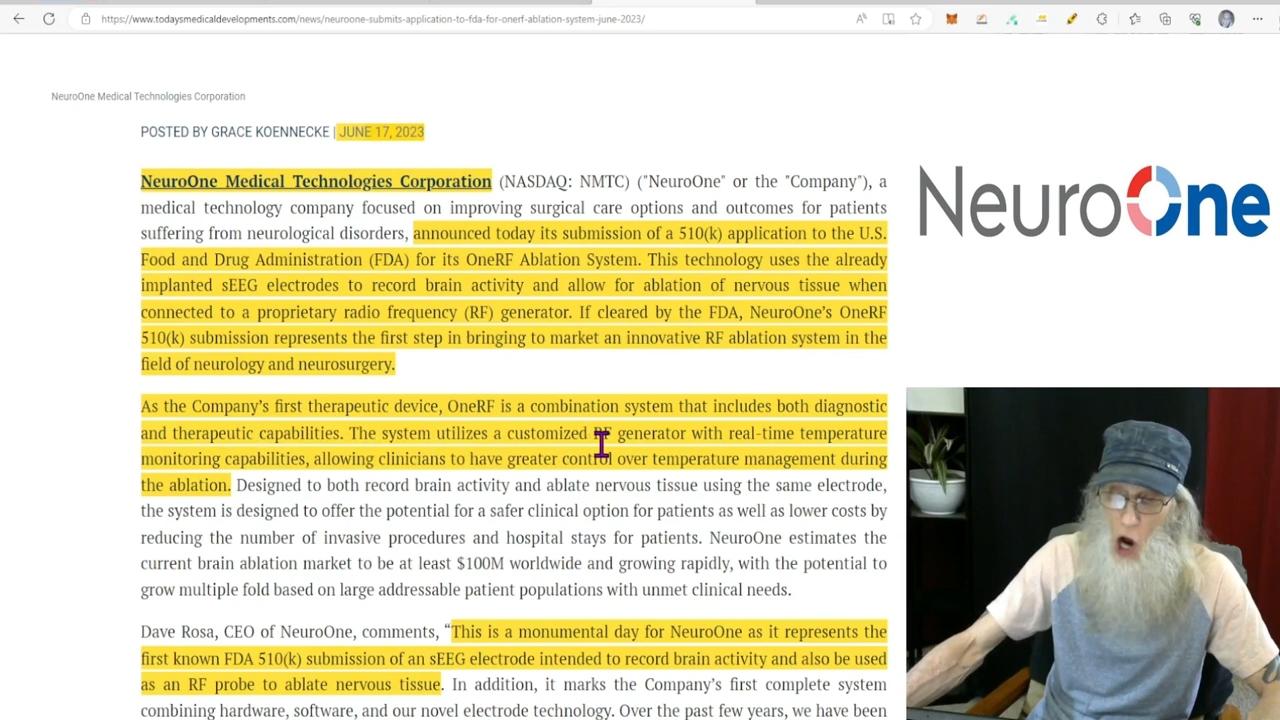 https://www.todaysmedicaldevelopments.com/news/neuroone-submits-application-to-fda-for-onerf-ablation-system-june-2023/
NeuroOne Medical Technologies Corporation
POSTED BY GRACE KOENNECKE | JUNE 17, 2023
NeuroOne Medical Technologies Corporation (NASDAQ: NMTC) ("NeuroOne" or the "Company"), a
medical technology company focused on improving surgical care options and outcomes for patients
suffering from neurological disorders, announced today its submission of a 510(k) application to the U.S.
Food and Drug Administration (FDA) for its OneRF Ablation System. This technology uses the already
implanted sEEG electrodes to record brain activity and allow for ablation of nervous tissue when
connected to a proprietary radio frequency (RF) generator. If cleared by the FDA, NeuroOne’s OneRF
510(k) submission represents the first step in bringing to market an innovative RF ablation system in the
field of neurology and neurosurgery.
As the Company’s first therapeutic device, OneRF is a combination system that includes both diagnostic
and therapeutic capabilities. The system utilizes a customized RF generator with real-time temperature
monitoring capabilities, allowing clinicians to have greater control over temperature management during
the ablation. Designed to both record brain activity and ablate nervous tissue using the same electrode,
the system is designed to offer the potential for a safer clinical option for patients as well as lower costs by
reducing the number of invasive procedures and hospital stays for patients. NeuroOne estimates the
current brain ablation market to be at least $100M worldwide and growing rapidly, with the potential to
grow multiple fold based on large addressable patient populations with unmet clinical needs.
Dave Rosa, CEO of NeuroOne, comments, “This is a monumental day for NeuroOne as it represents the
first known FDA 510(k) submission of an sEEG electrode intended to record brain activity and also be used
as an RF probe to ablate nervous tissue. In addition, it marks the Company’s first complete system
combining hardware, software, and our novel electrode technology. Over the past few years, we have been
NeuroOne